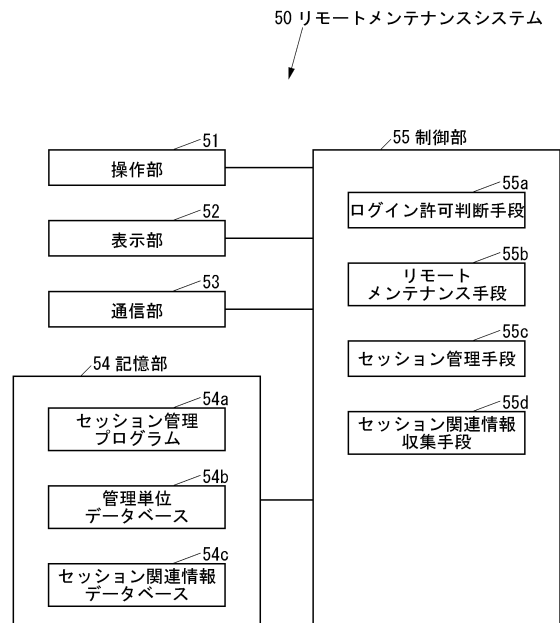 50 リモートメンテナンスシステム
51
操作部
52
表示部
53
通信部
54 記憶部
54a
セッション管理
プログラム
54b
管理単位
データベース
54c
セッション関連情報
データベース
55 制御部
55a
ログイン許可判断手段
55b
リモート
メンテナンス手段
55c
セッション管理手段
55d
セッション関連情報
収集手段